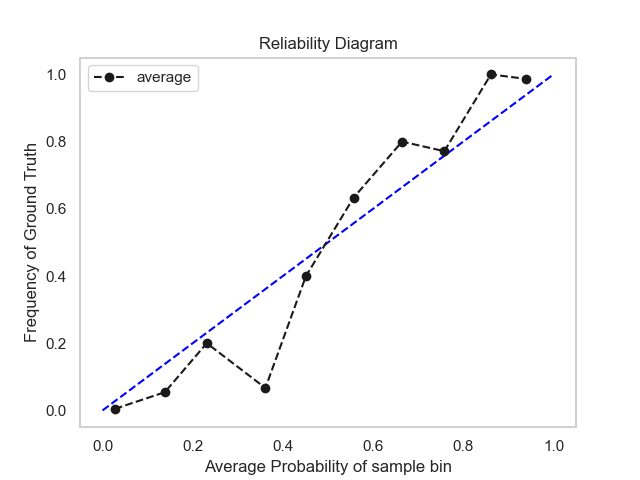 Reliability Diagram
average
1.0
0.8
0.6
0.4
0.2
0.0
Frequency of Ground Truth
0.0 0.2 0.4 0.6 0.8 1.0
Average Probability of sample bin